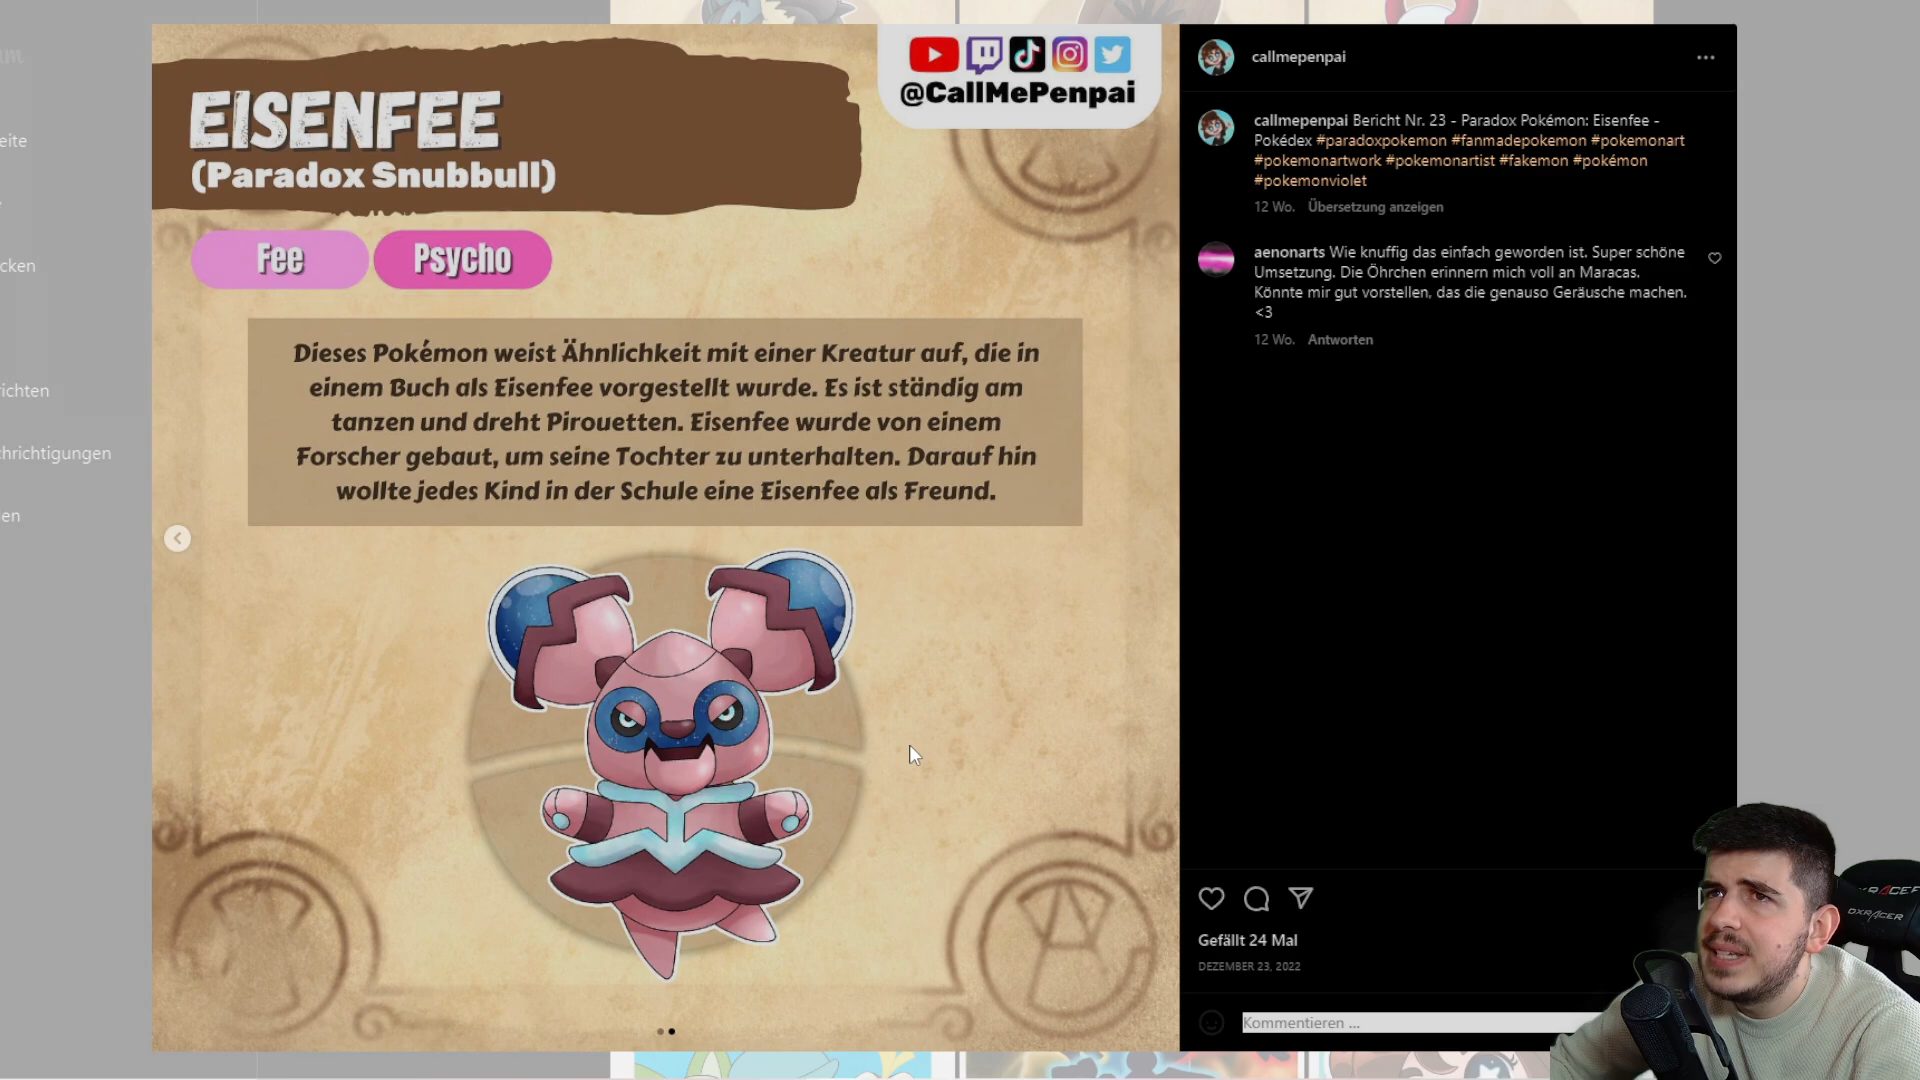 eite
cken
richten
chrichtigungen
en
EISENFEE
(Paradox Snubbull)
@CallMePenpai
Fee
Psycho
Dieses Pokémon weist Ähnlichkeit mit einer Kreatur auf, die in
einem Buch als Eisenfee vorgestellt wurde. Es ist ständig am
tanzen und dreht Pirouetten. Eisenfee wurde von einem
Forscher gebaut, um seine Tochter zu unterhalten. Darauf hin
wollte jedes Kind in der Schule eine Eisenfee als Freund.
callmepenpai
callmepenpai Bericht Nr. 23 - Paradox Pokémon: Eisenfee -
Pokédex #paradoxpokemon #fanmadepokemon #pokemonart
#pokemonartwork #pokemonartist #fakemon #pokémon
#pokemonviolet
12 Wo. Übersetzung anzeigen
aenonarts Wie knuffig das einfach geworden ist. Super schöne
Umsetzung. Die Öhrchen erinnern mich voll an Maracas.
Könnte mir gut vorstellen, das die genauso Geräusche machen.
<3
12 Wo. Antworten
Gefällt 24 Mal
DEZEMBER 23, 2022
Kommentieren ...
DXRACER